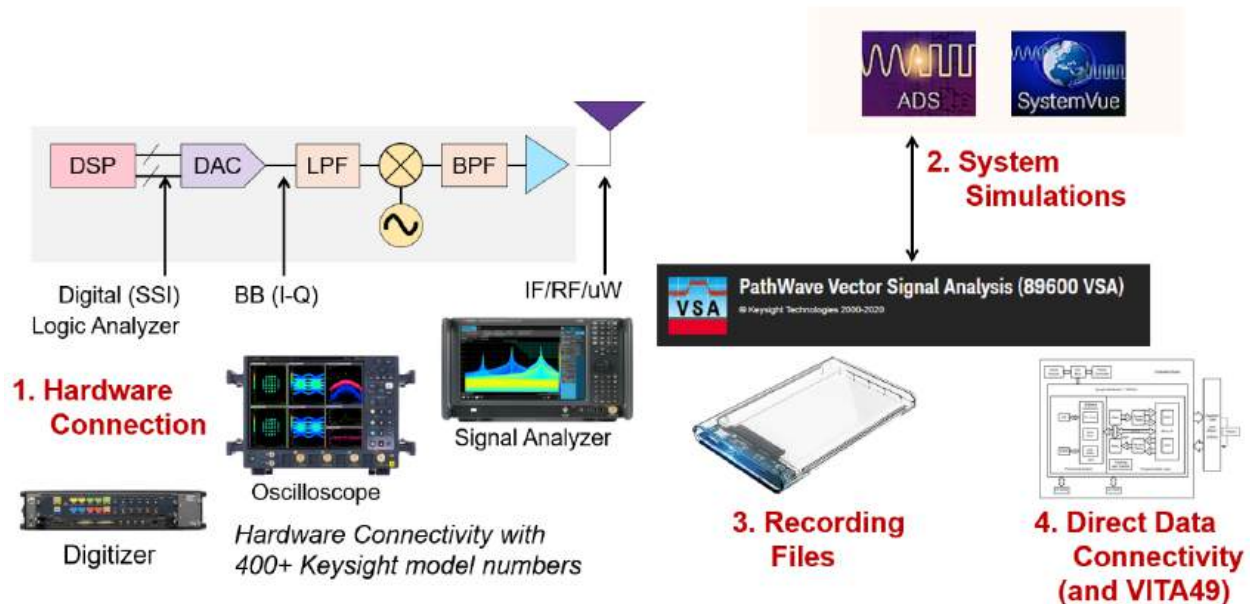 ADS
SystemVue
DSP
DAC
LPF
BPF
2. System
Simulations
Digital (SSI)
Logic Analyzer
BB (I-Q)
IF/RF/uW
VSA
PathWave Vector Signal Analysis (89600 VSA)
© Keysight Technologies 2000-2020
1. Hardware
Connection
Signal Analyzer
Oscilloscope
Digitizer
Hardware Connectivity with
400+ Keysight model numbers
3. Recording
Files
4. Direct Data
Connectivity
(and VITA49)